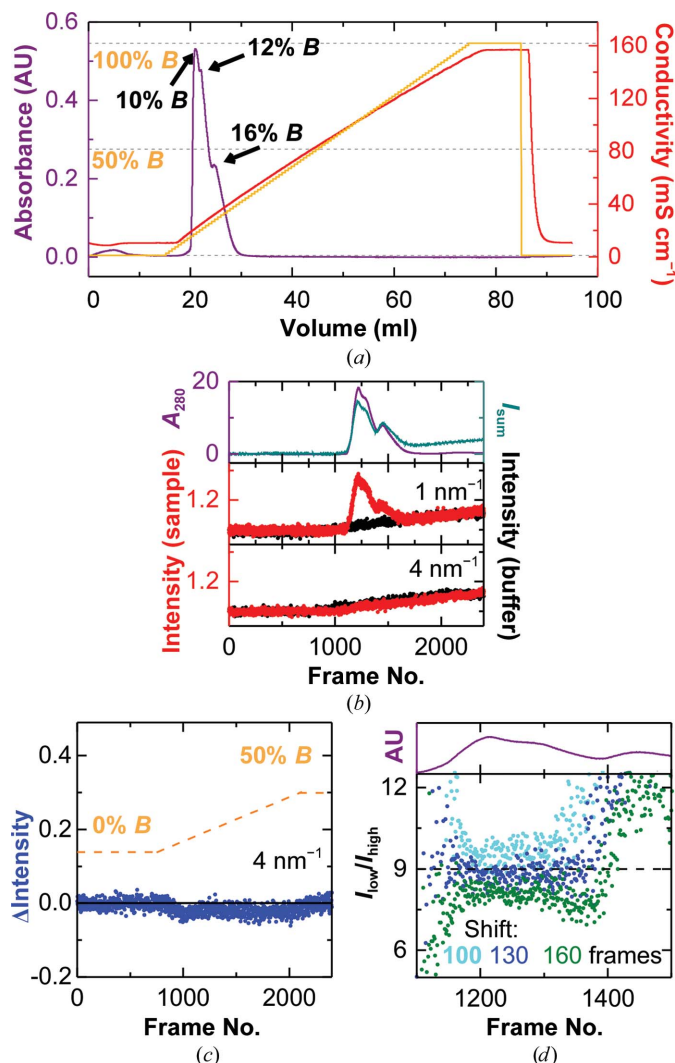 0.6
0.4
0.2
0.0
Absorbance (AU)
100% B
50% B
10% B
12% B
16% B
160
120
80
40
0
Conductivity (mS cm⁻¹)
0 20 40 60 80 100
Volume (ml)
(a)
20
0
A₂₈₀
I_sum
1.2
1 nm⁻¹
1.2
4 nm⁻¹
Intensity (sample)
Intensity (buffer)
0 1000 2000
Frame No.
(b)
0.4
0.2
0.0
-0.2
ΔIntensity
0% B
50% B
4 nm⁻¹
0 1000 2000
Frame No.
(c)
AU
12
9
6
I_low/I_high
Shift:
100 130 160 frames
1200 1400
Frame No.
(d)